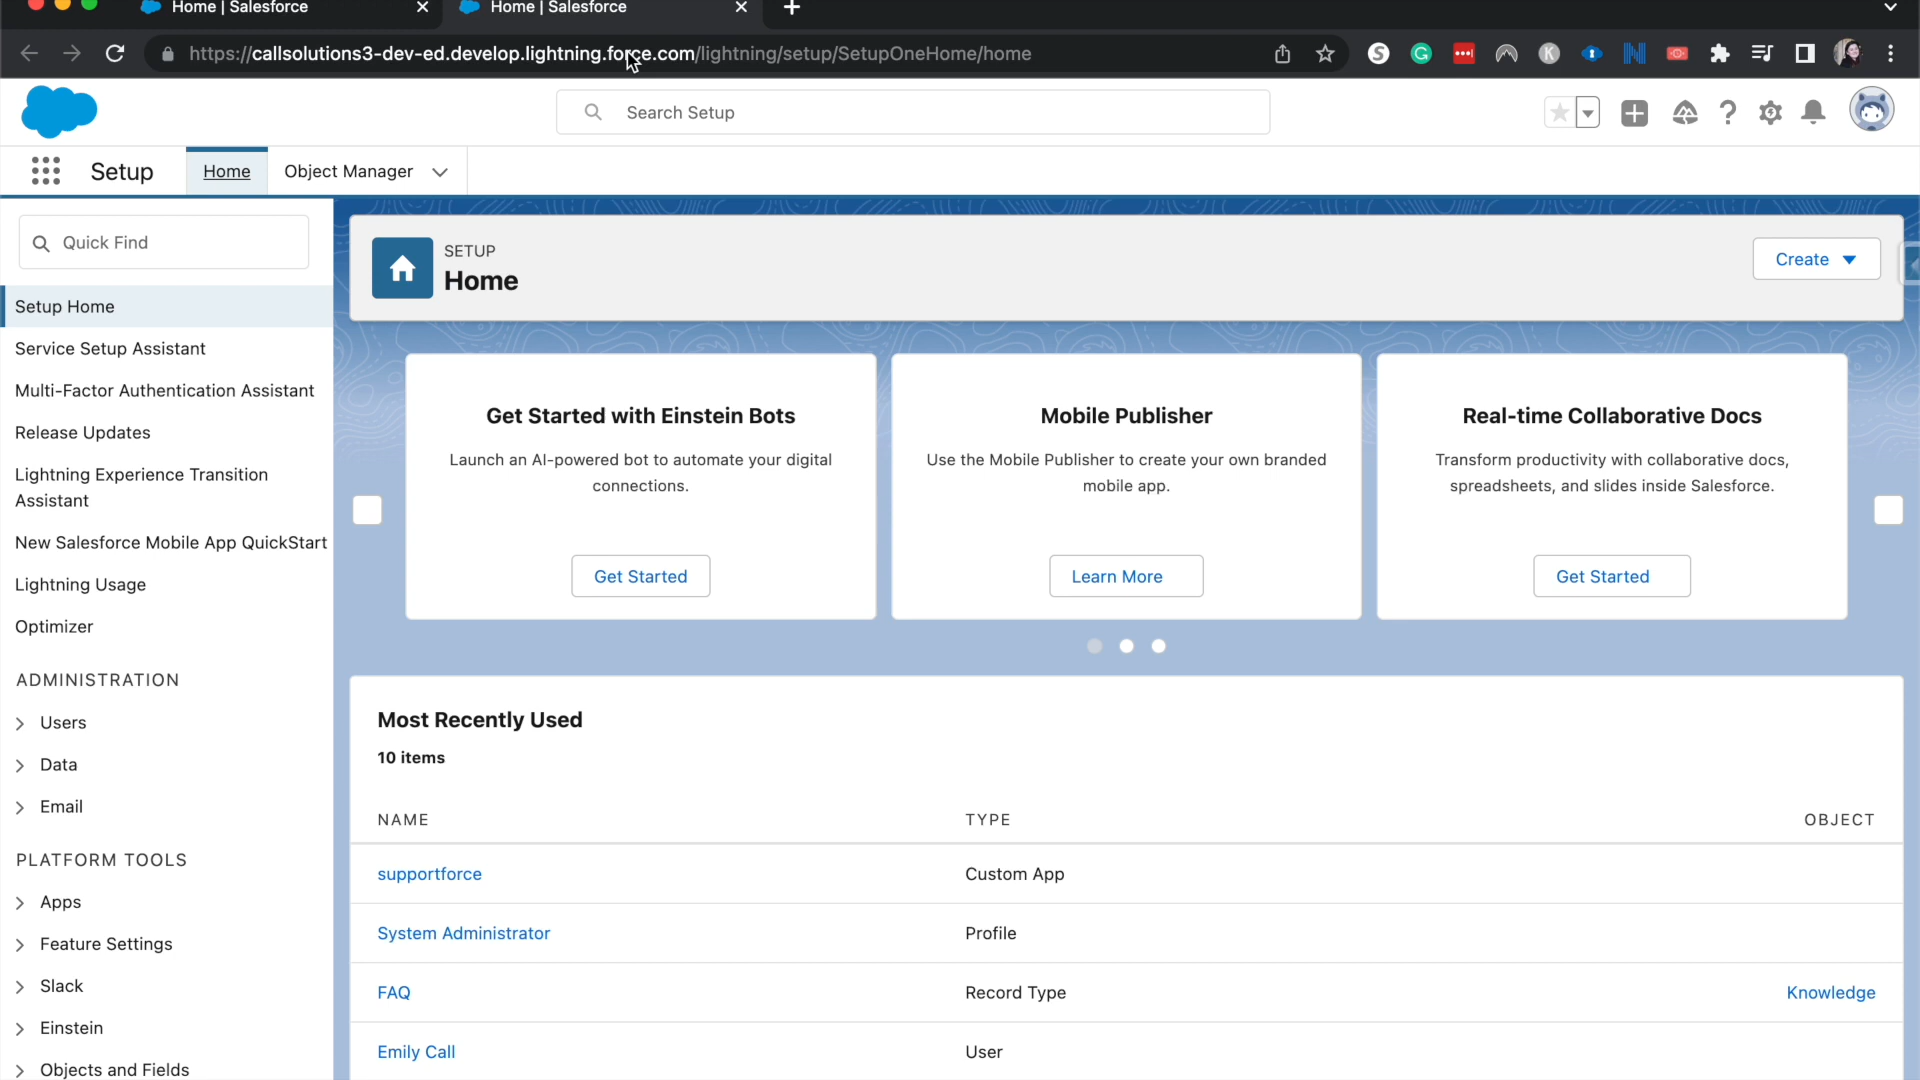 Home | Salesforce
Home | Salesforce
https://callsolutions3-dev-ed.develop.lightning.force.com/lightning/setup/SetupOneHome/home
Search Setup
Setup
Home
Object Manager
Quick Find
Setup Home
Service Setup Assistant
Multi-Factor Authentication Assistant
Release Updates
Lightning Experience Transition
Assistant
New Salesforce Mobile App QuickStart
Lightning Usage
Optimizer
ADMINISTRATION
Users
Data
Email
PLATFORM TOOLS
Apps
Feature Settings
Slack
Einstein
Objects and Fields
SETUP
Home
Create
Get Started with Einstein Bots
Launch an AI-powered bot to automate your digital
connections.
Get Started
Mobile Publisher
Use the Mobile Publisher to create your own branded
mobile app.
Learn More
Real-time Collaborative Docs
Transform productivity with collaborative docs,
spreadsheets, and slides inside Salesforce.
Get Started
Most Recently Used
10 items
NAME TYPE OBJECT
supportforce Custom App
System Administrator Profile
FAQ Record Type Knowledge
Emily Call User